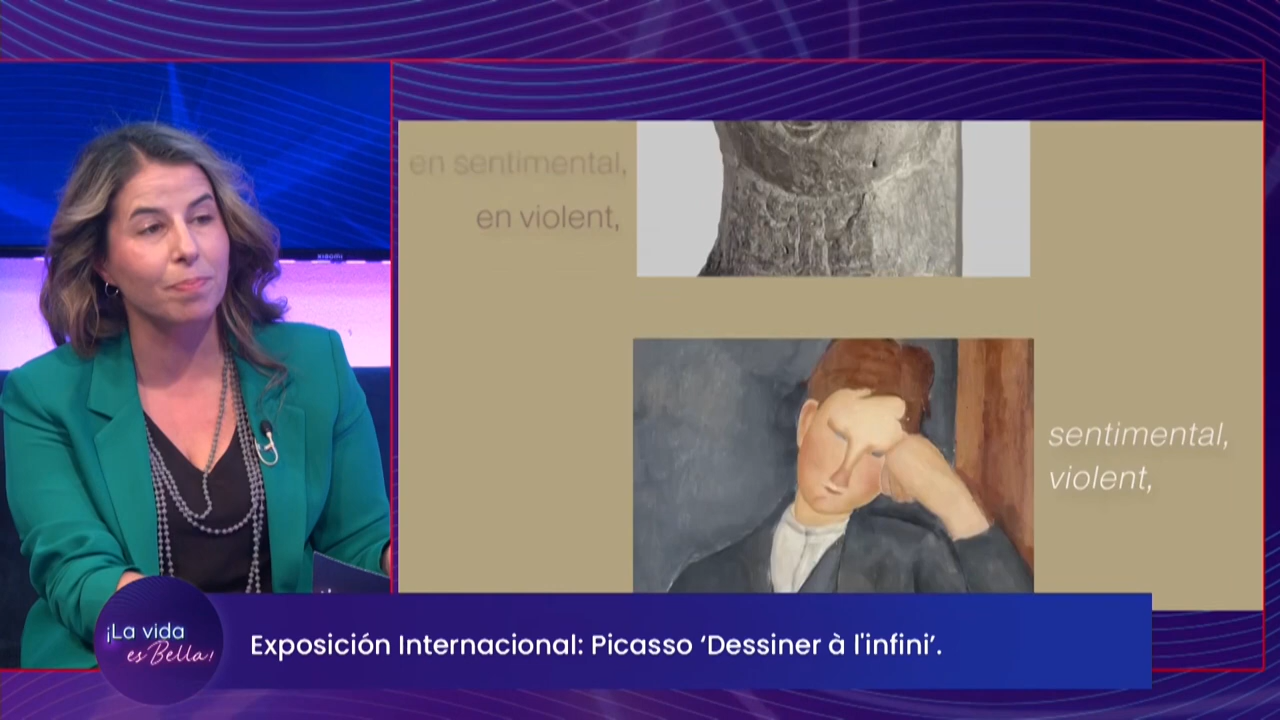 en sentimental,
en violent,
sentimental,
violent,
¡La vida
es Bella!
Exposición Internacional: Picasso ‘Dessiner à l'infini’.